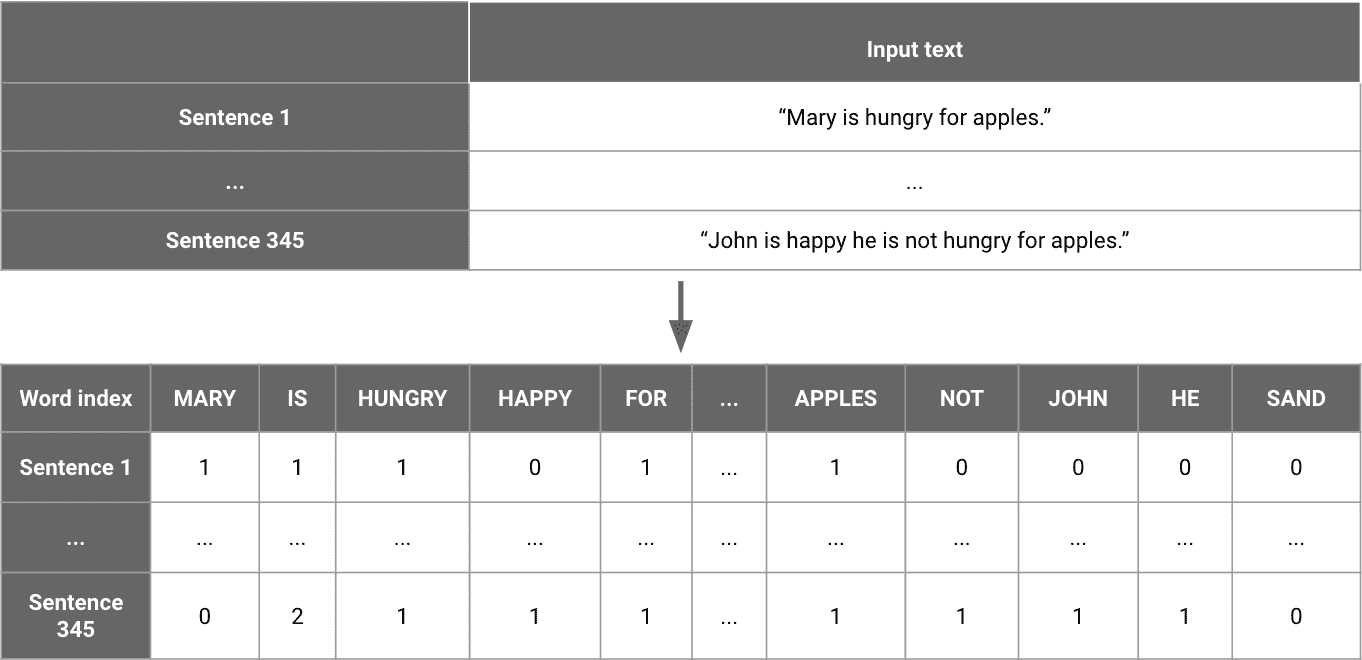 Input text
Sentence 1 “Mary is hungry for apples.”
... ...
Sentence 345 “John is happy he is not hungry for apples.”
Word index MARY IS HUNGRY HAPPY FOR ... APPLES NOT JOHN HE SAND
Sentence 1 1 1 1 0 1 ... 1 0 0 0 0
... ... ... ... ... ... ... ... ... ... ... ...
Sentence
345 0 2 1 1 1 ... 1 1 1 1 0